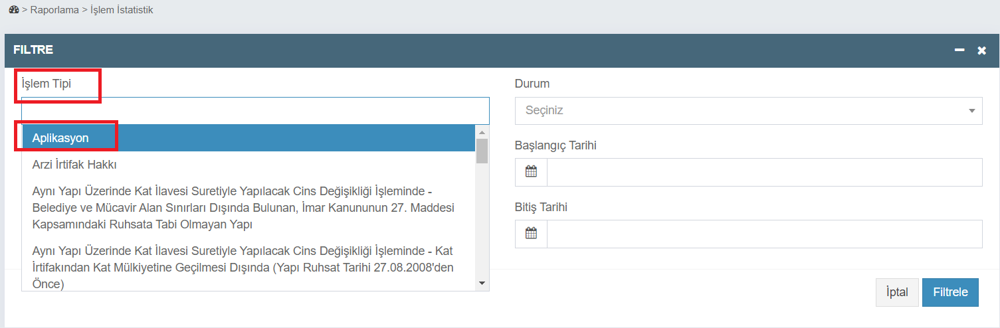 > Raporlama > İşlem İstatistik
FILTRE
İşlem Tipi
Aplikasyon
Arzi İrtifak Hakkı
Aynı Yapı Üzerinde Kat İlavesi Suretiyle Yapılacak Cins Değişikliği İşleminde -
Belediye ve Mücavir Alan Sınırları Dışında Bulunan, İmar Kanununun 27. Maddesi
Kapsamındaki Ruhsata Tabi Olmayan Yapı
Aynı Yapı Üzerinde Kat İlavesi Suretiyle Yapılacak Cins Değişikliği İşleminde - Kat
İrtifakından Kat Mülkiyetine Geçilmesi Dışında (Yapı Ruhsat Tarihi 27.08.2008'den
Önce)
Durum
Seçiniz
Başlangıç Tarihi
Bitiş Tarihi
İptal
Filtrele